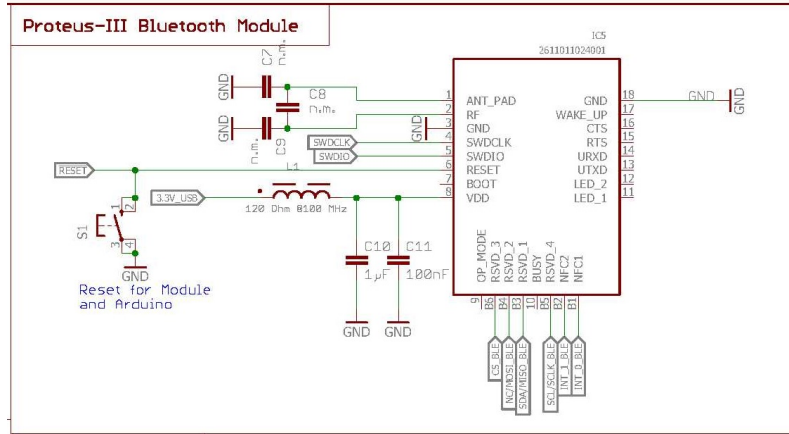 Proteus-III Bluetooth Module
IC5
2611011024001
C7
n.m.
GND
C8
n.m.
GND
C9
n.m.
GND
1
2
3
4
5
6
7
8
ANT_PAD
RF
GND
SWDCLK
SWDIO
RESET
BOOT
VDD
GND
WAKE_UP
CTS
RTS
URXD
UTXD
LED_2
LED_1
18
17
16
15
14
13
12
11
GND
GND
SWDCLK
SWDIO
RESET
L1
3.3V_USB
120 Ohm @100 MHz
S1
1
2
3
4
GND
Reset for Module
and Arduino
C10
1µF
GND
C11
100nF
GND
OP_MODE
RSVD_3
RSVD_2
RSVD_1
BUSY
RSVD_4
NFC2
NFC1
9
B6
B4
B3
10
B5
B2
B1
CS_BLE
NC/MOSI_BLE
SDA/MISO_BLE
SCL/SCLK_BLE
INT_1_BLE
INT_0_BLE